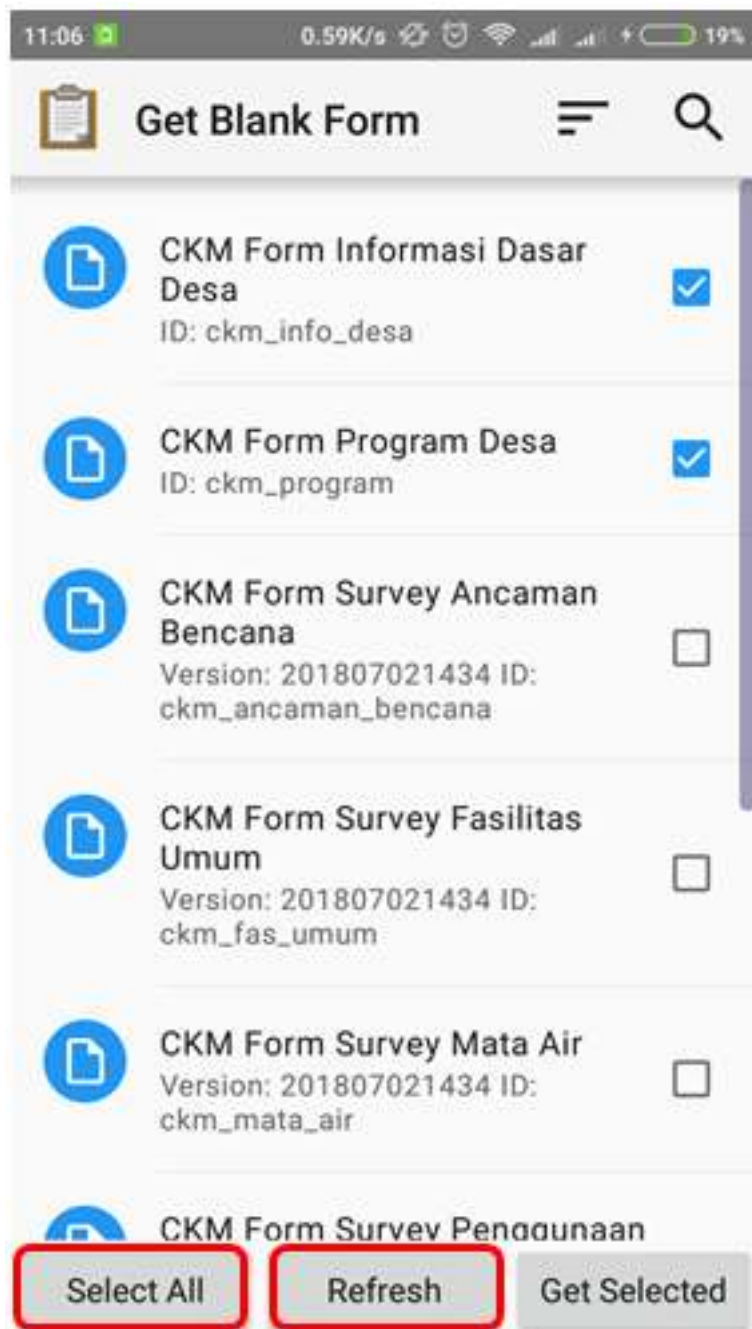 11:06 0.59K/s 19%
Get Blank Form
CKM Form Informasi Dasar
Desa
ID: ckm_info_desa
CKM Form Program Desa
ID: ckm_program
CKM Form Survey Ancaman
Bencana
Version: 201807021434 ID:
ckm_ancaman_bencana
CKM Form Survey Fasilitas
Umum
Version: 201807021434 ID:
ckm_fas_umum
CKM Form Survey Mata Air
Version: 201807021434 ID:
ckm_mata_air
CKM Form Survey Penggunaan
Select All Refresh Get Selected